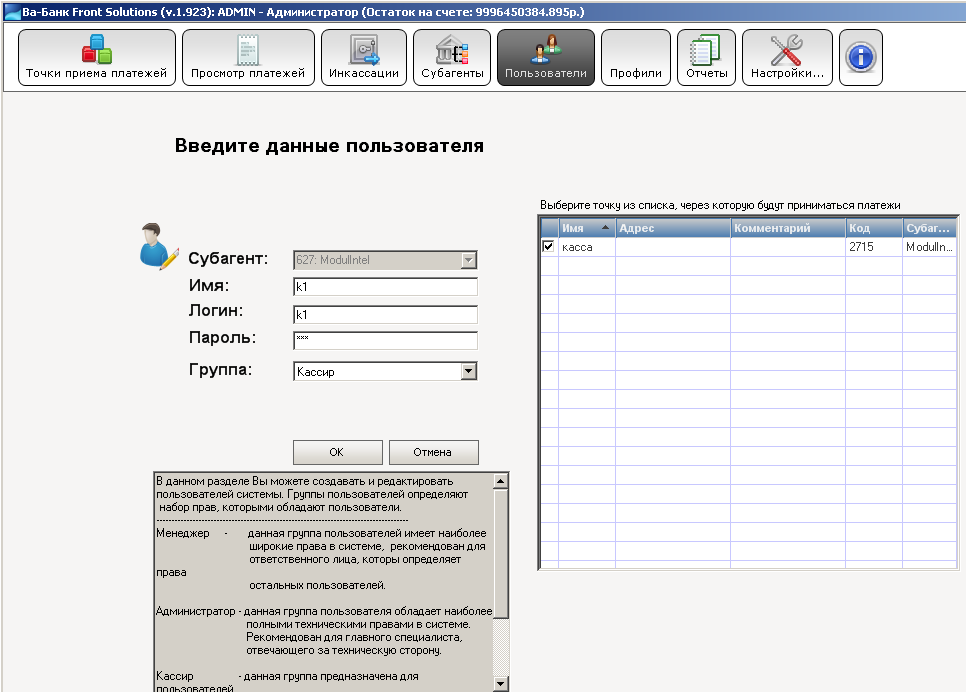 Ва-Банк Front Solutions (v.1.923): ADMIN - Администратор (Остаток на счете: 9996450384.895р.)
Точки приема платежей
Просмотр платежей
Инкассации
Субагенты
Пользователи
Профили
Отчеты
Настройки...
Введите данные пользователя
Выберите точку из списка, через которую будут приниматься платежи
Имя Адрес Комментарий Код Субаг...
касса 2715 ModulIn...
Субагент: 627: ModulIntel
Имя: k1
Логин: k1
Пароль: ***
Группа: Кассир
OK Отмена
В данном разделе Вы можете создавать и редактировать
пользователей системы. Группы пользователей определяют
набор прав, которыми обладают пользователи.
--------------------------------------------------------------------------------
Менеджер - данная группа пользователей имеет наиболее
широкие права в системе, рекомендован для
ответственного лица, которы определяет
права
остальных пользователей.
Администратор - данная группа пользователя обладает наиболее
полными техническими правами в системе.
Рекомендован для главного специалиста,
отвечающего за техническую сторону.
Кассир - данная группа предназначена для
пользователей